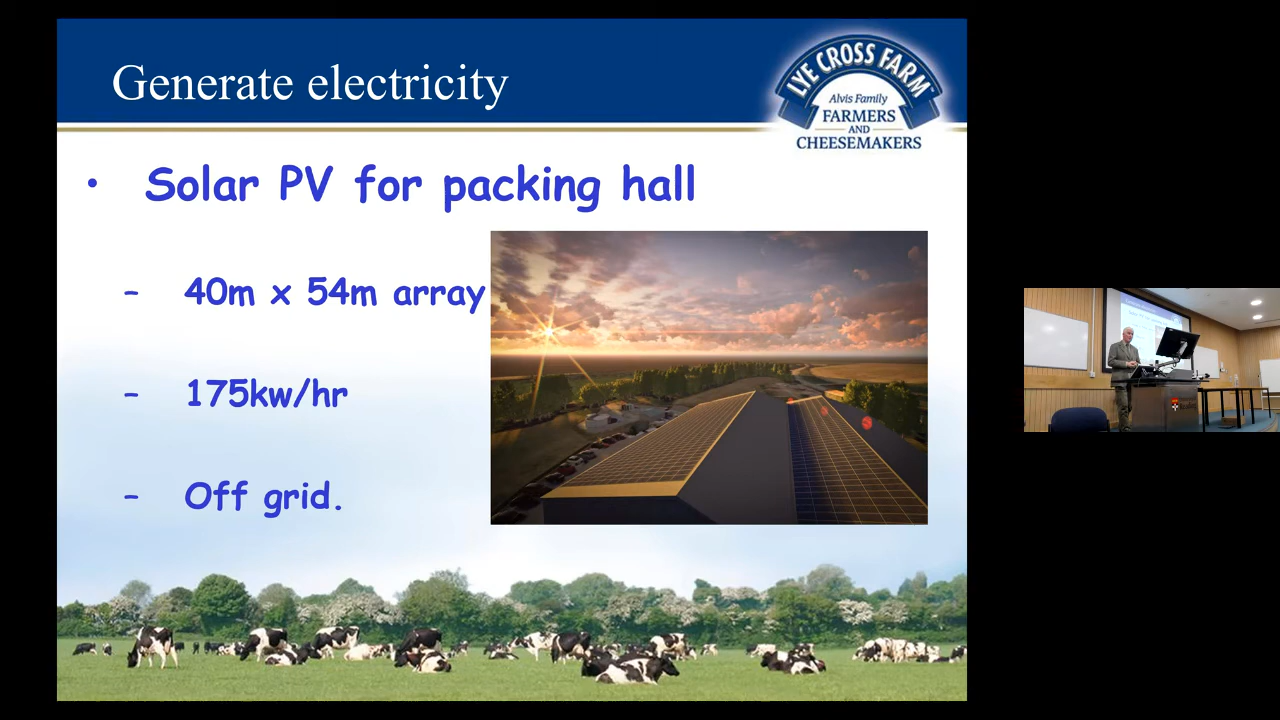 Generate electricity
LYE CROSS FARM
Alvis Family
FARMERS
AND
CHEESEMAKERS
• Solar PV for packing hall
– 40m x 54m array
– 175kw/hr
– Off grid.